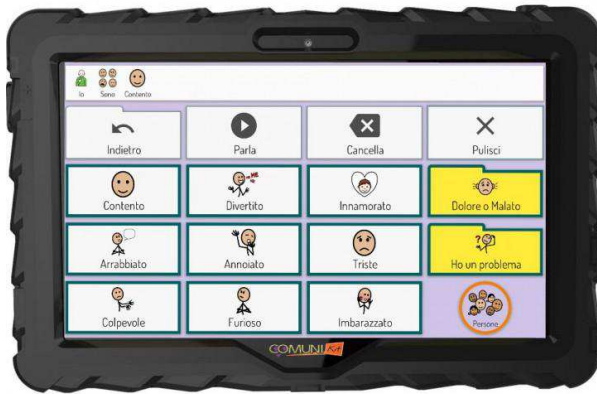 Io Sono Contento
Indietro Parla Cancella Pulisci
Contento Divertito Innamorato Dolore o Malato
Arrabbiato Annoiato Triste Ho un problema
Colpevole Furioso Imbarazzato Persone
COMUNIKit